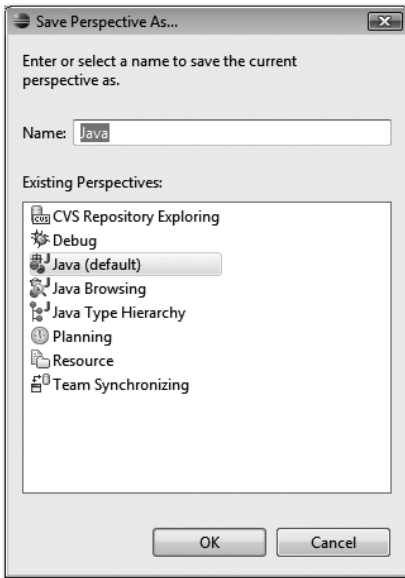 Save Perspective As...
Enter or select a name to save the current
perspective as.
Name: Java
Existing Perspectives:
CVS Repository Exploring
Debug
Java (default)
Java Browsing
Java Type Hierarchy
Planning
Resource
Team Synchronizing
OK Cancel